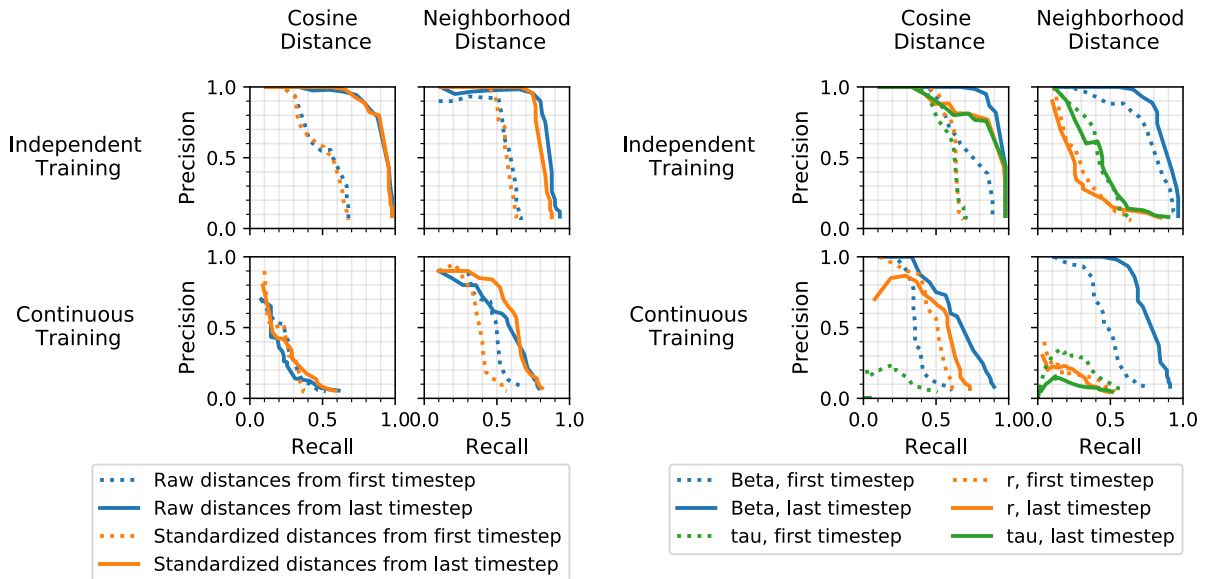 Cosine
Distance
Neighborhood
Distance
Independent
Training
Precision
1.0
0.5
0.0
Continuous
Training
Precision
1.0
0.5
0.0
0.0
0.5
1.0
0.0
0.5
1.0
Recall
Recall
Raw distances from first timestep
Raw distances from last timestep
Standardized distances from first timestep
Standardized distances from last timestep
Cosine
Distance
Neighborhood
Distance
Independent
Training
Precision
1.0
0.5
0.0
Continuous
Training
Precision
1.0
0.5
0.0
0.0
0.5
1.0
0.0
0.5
1.0
Recall
Recall
Beta, first timestep
Beta, last timestep
tau, first timestep
r, first timestep
r, last timestep
tau, last timestep